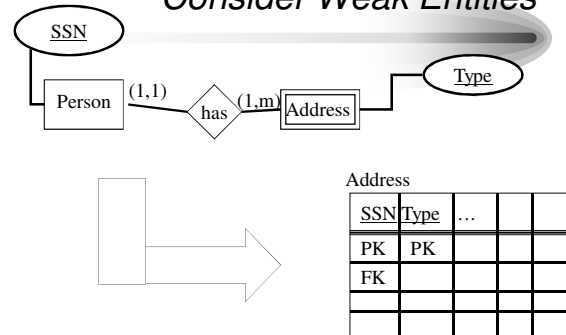 Consider Weak Entities
SSN
Type
Person (1,1) has (1,m) Address
Address
SSN Type ...
PK PK
FK